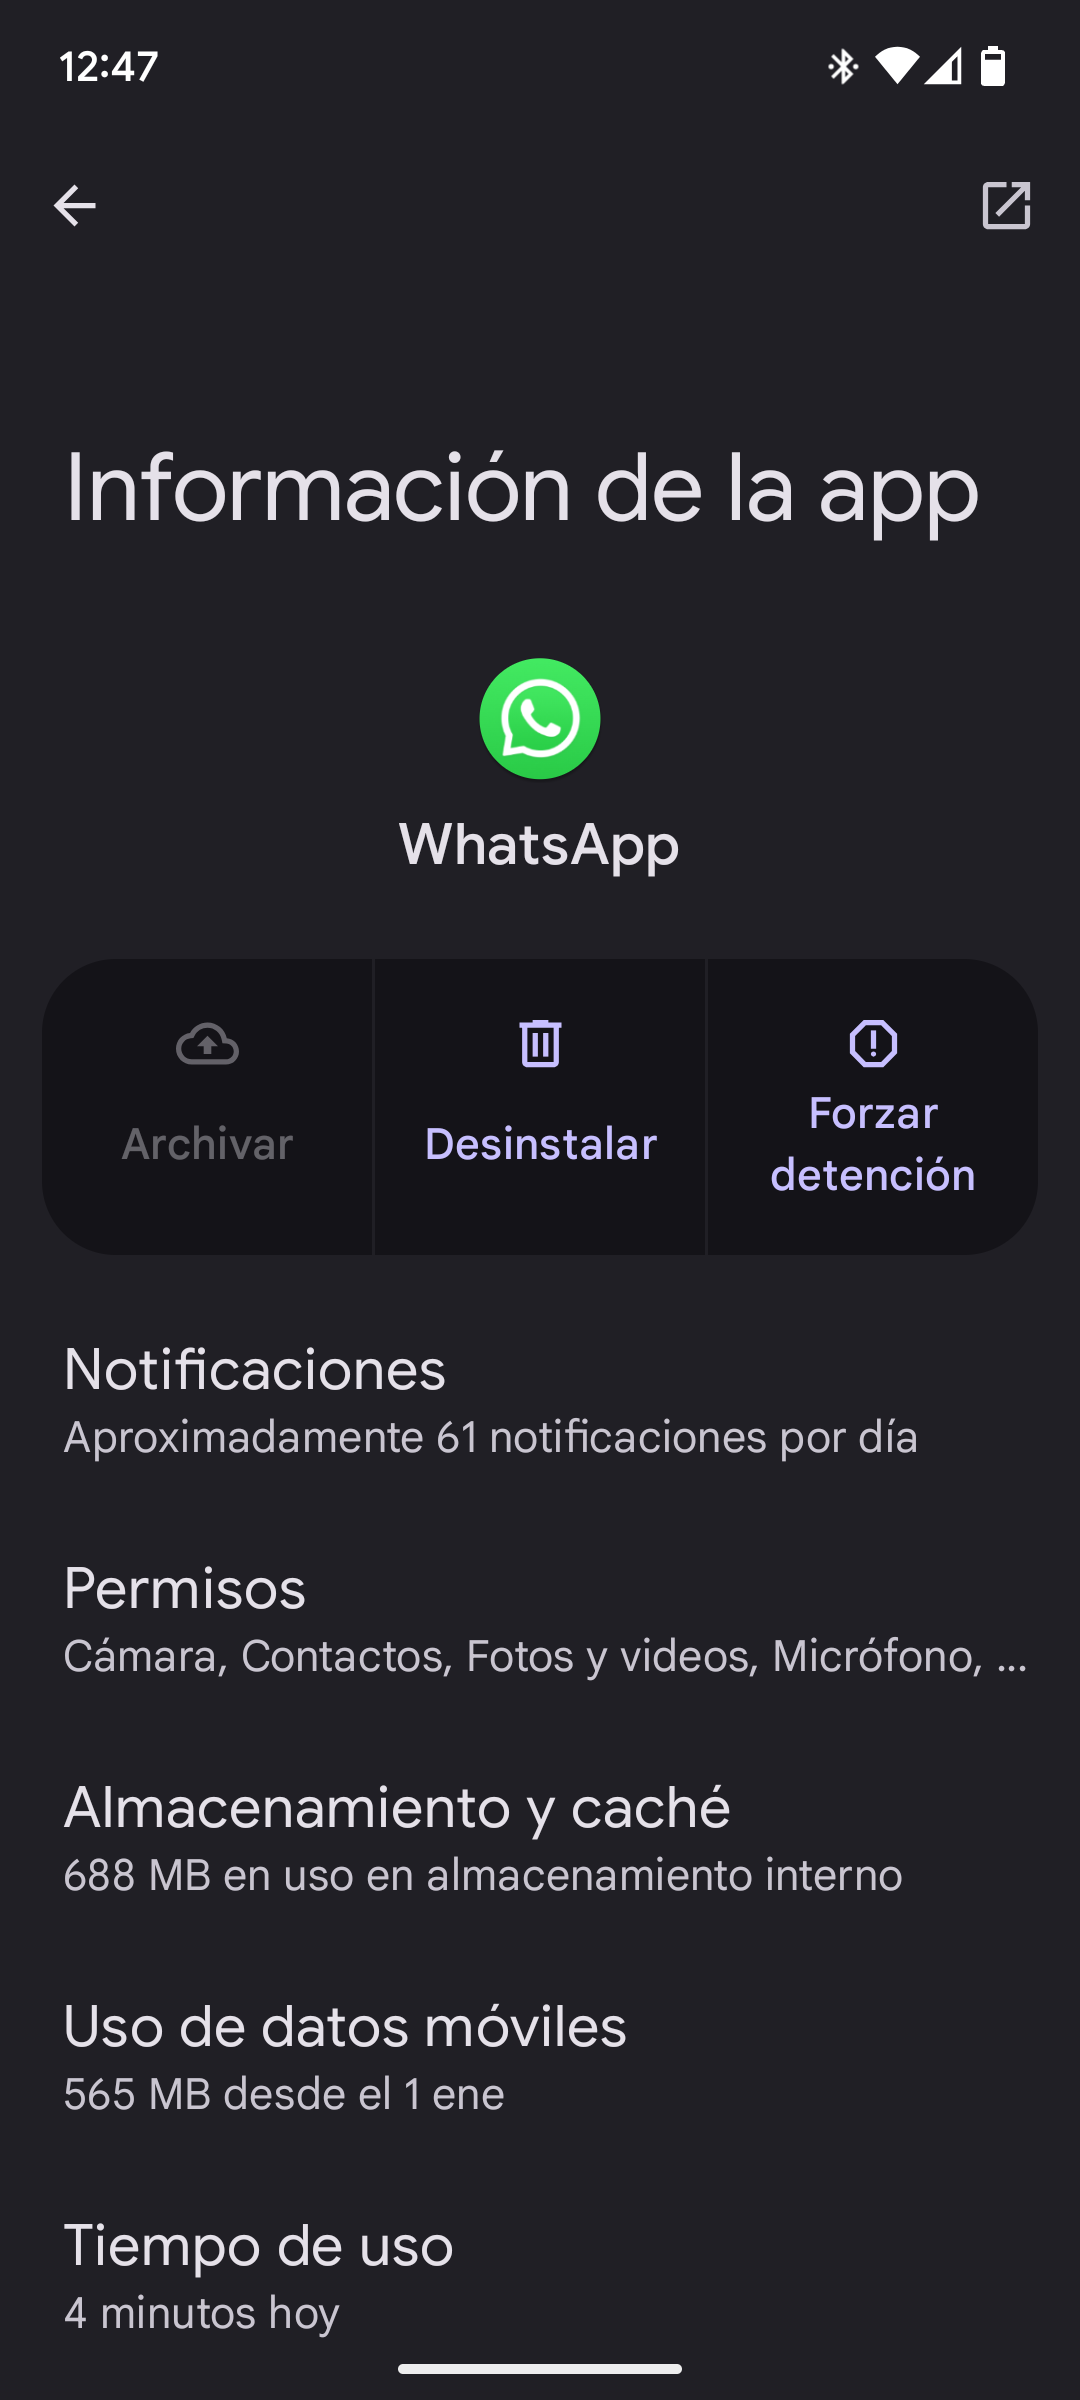 12:47
Información de la app
WhatsApp
Archivar
Desinstalar
Forzar
detención
Notificaciones
Aproximadamente 61 notificaciones por día
Permisos
Cámara, Contactos, Fotos y videos, Micrófono, ...
Almacenamiento y caché
688 MB en uso en almacenamiento interno
Uso de datos móviles
565 MB desde el 1 ene
Tiempo de uso
4 minutos hoy